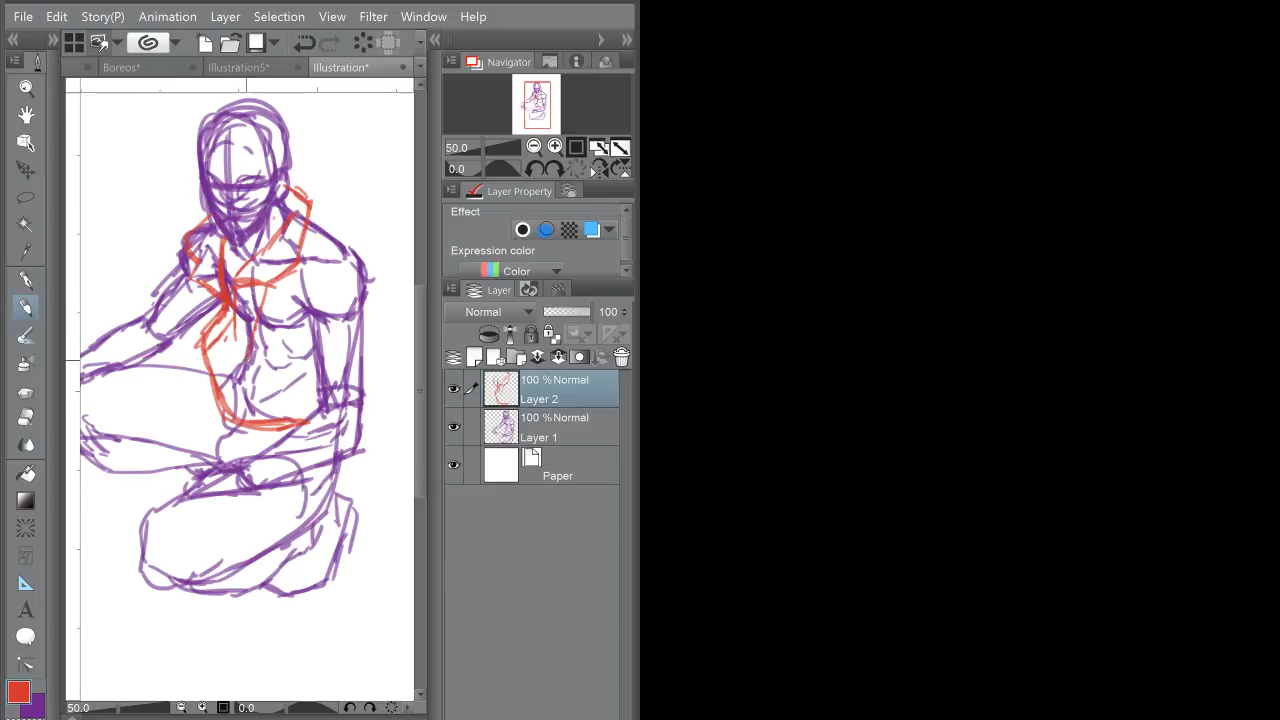 File Edit Story(P) Animation Layer Selection View Filter Window Help
Boreos* Illustration5* Illustration*
Navigator
50.0
0.0
Layer Property
Effect
Expression color
Color
Layer
Normal 100
100 %Normal
Layer 2
100 %Normal
Layer 1
Paper
50.0 0.0